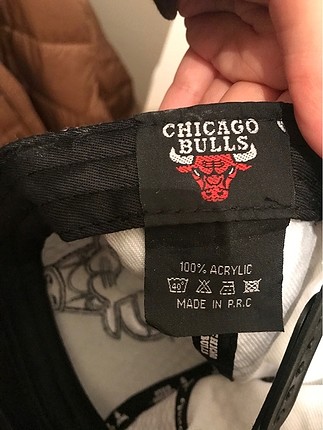 CHICAGO
BULLS
100% ACRYLIC
40°
MADE IN P.R.C